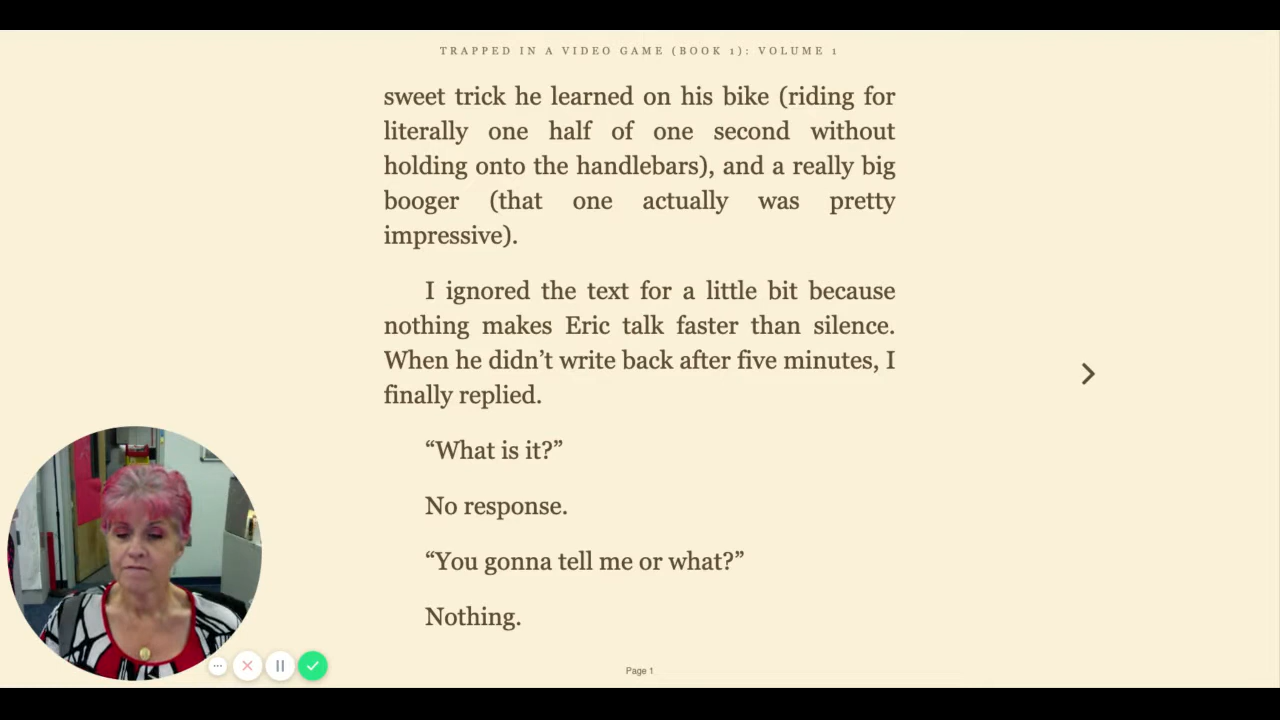 TRAPPED IN A VIDEO GAME (BOOK 1): VOLUME 1
sweet trick he learned on his bike (riding for
literally one half of one second without
holding onto the handlebars), and a really big
booger (that one actually was pretty
impressive).
I ignored the text for a little bit because
nothing makes Eric talk faster than silence.
When he didn’t write back after five minutes, I
finally replied.
“What is it?”
No response.
“You gonna tell me or what?”
Nothing.
Page 1